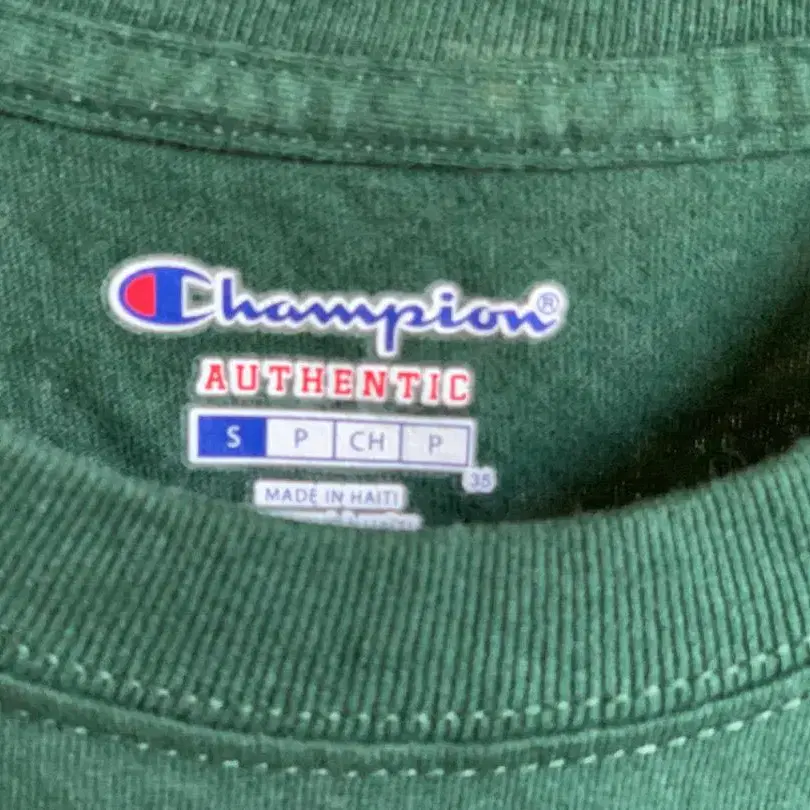 Champion®
AUTHENTIC
S P CH P
35
MADE IN HAITI